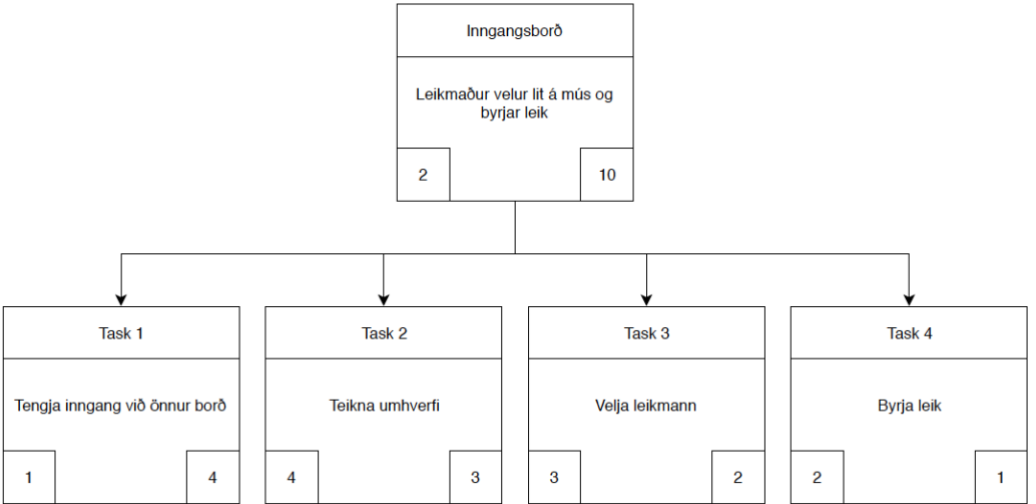 Inngangsborð
Leikmaður velur lit á mús og
byrjar leik
2
10
Task 1
Tengja inngang við önnur borð
1
4
Task 2
Teikna umhverfi
4
3
Task 3
Velja leikmann
3
2
Task 4
Byrja leik
2
1